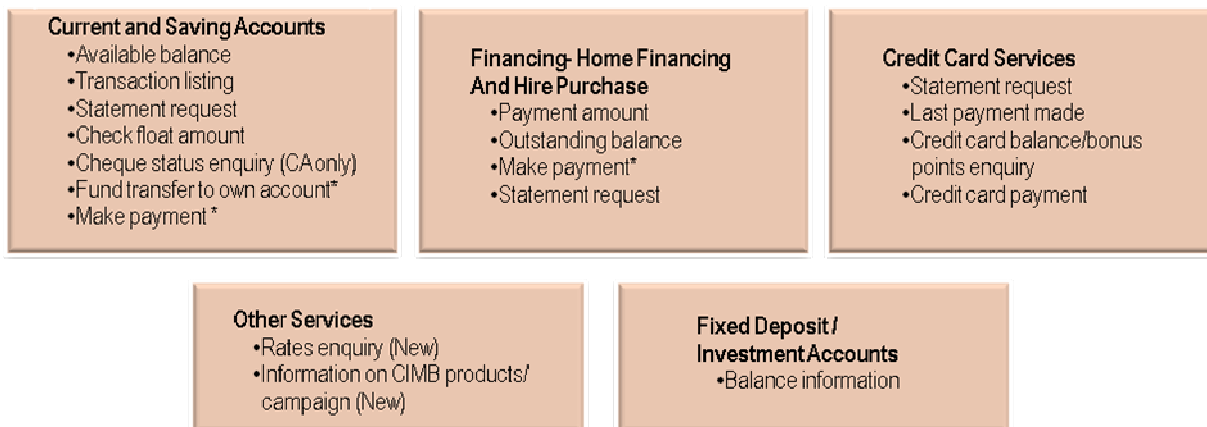 Current and Saving Accounts
•Available balance
•Transaction listing
•Statement request
•Check float amount
•Cheque status enquiry (CA only)
•Fund transfer to own account*
•Make payment *
Financing- Home Financing
And Hire Purchase
•Payment amount
•Outstanding balance
•Make payment*
•Statement request
Credit Card Services
•Statement request
•Last payment made
•Credit card balance/bonus
points enquiry
•Credit card payment
Other Services
•Rates enquiry (New)
•Information on CIMB products/
campaign (New)
Fixed Deposit /
Investment Accounts
•Balance information